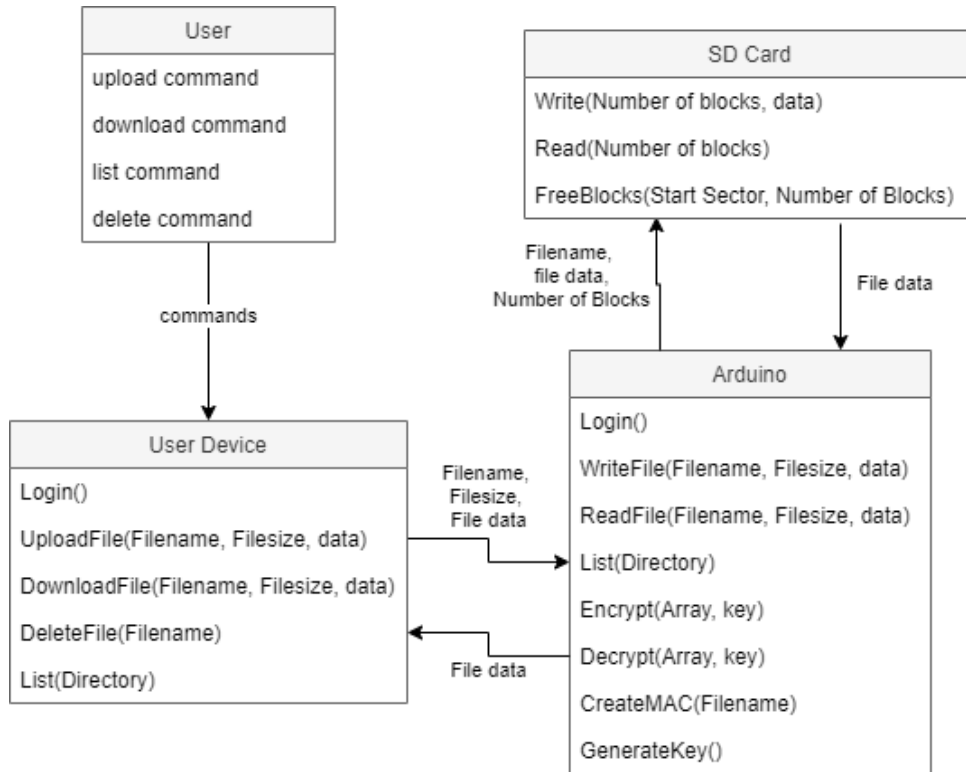 User
upload command
download command
list command
delete command
commands
SD Card
Write(Number of blocks, data)
Read(Number of blocks)
FreeBlocks(Start Sector, Number of Blocks)
Filename,
file data,
Number of Blocks
File data
User Device
Login()
UploadFile(Filename, Filesize, data)
DownloadFile(Filename, Filesize, data)
DeleteFile(Filename)
List(Directory)
Filename,
Filesize,
File data
File data
Arduino
Login()
WriteFile(Filename, Filesize, data)
ReadFile(Filename, Filesize, data)
List(Directory)
Encrypt(Array, key)
Decrypt(Array, key)
CreateMAC(Filename)
GenerateKey()